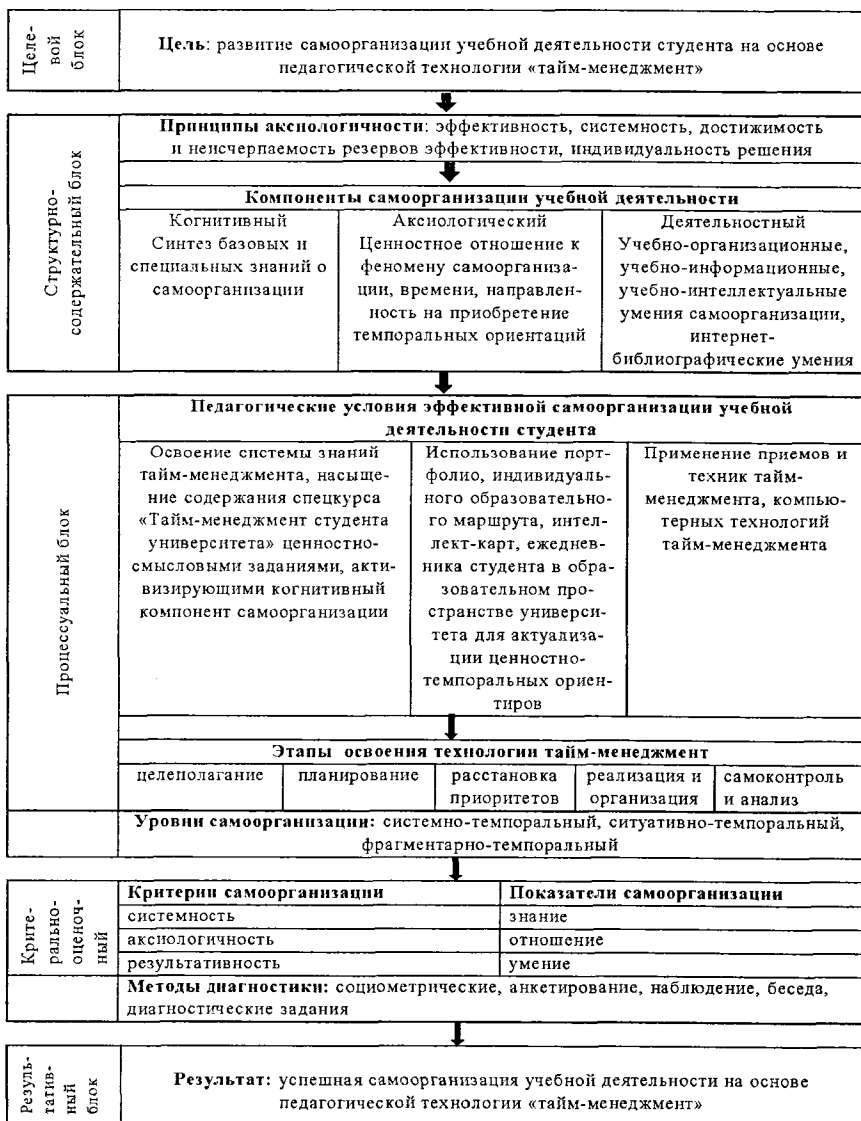 Целе-
вой
блок
Цель: развитие самоорганизации учебной деятельности студента на основе
педагогической технологии «тайм-менеджмент»
Структурно-
содержательный блок
Принципы аксиологичности: эффективность, системность, достижимость
и неисчерпаемость резервов эффективности, индивидуальность решения
Компоненты самоорганизации учебной деятельности
Когнитивный
Синтез базовых и
специальных знаний о
самоорганизации
Аксиологический
Ценностное отношение к
феномену самоорганиза-
ции, времени, направлен-
ность на приобретение
темпоральных ориентаций
Деятельностный
Учебно-организационные,
учебно-информационные,
учебно-интеллектуальные
умения самоорганизации,
интернет-
библиографические умения
Процессуальный блок
Педагогические условия эффективной самоорганизации учебной
деятельности студента
Освоение системы знаний
тайм-менеджмента, насыще-
ние содержания спецкурса
«Тайм-менеджмент студента
университета» ценностно-
смысловыми заданиями, акти-
визирующими когнитивный
компонент самоорганизации
Использование порт-
фолио, индивидуаль-
ного образовательно-
го маршрута, интел-
лект-карт, ежеднев-
ника студента в обра-
зовательном про-
странстве универси-
тета для актуализа-
ции ценностно-
темпоральных ориен-
тиров
Применение приемов и
техник тайм-
менеджмента, компью-
терных технологий
тайм-менеджмента
Этапы освоения технологии тайм-менеджмент
целеполагание
планирование
расстановка
приоритетов
реализация и
организация
самоконтроль
и анализ
Уровни самоорганизации: системно-темпоральный, ситуативно-темпоральный,
фрагментарно-темпоральный
Крите-
рально-
оценоч-
ный
Критерии самоорганизации
Показатели самоорганизации
системность
знание
аксиологичность
отношение
результативность
умение
Методы диагностики: социометрические, анкетирование, наблюдение, беседа,
диагностические задания
Резуль-
татив-
ный
блок
Результат: успешная самоорганизация учебной деятельности на основе
педагогической технологии «тайм-менеджмент»